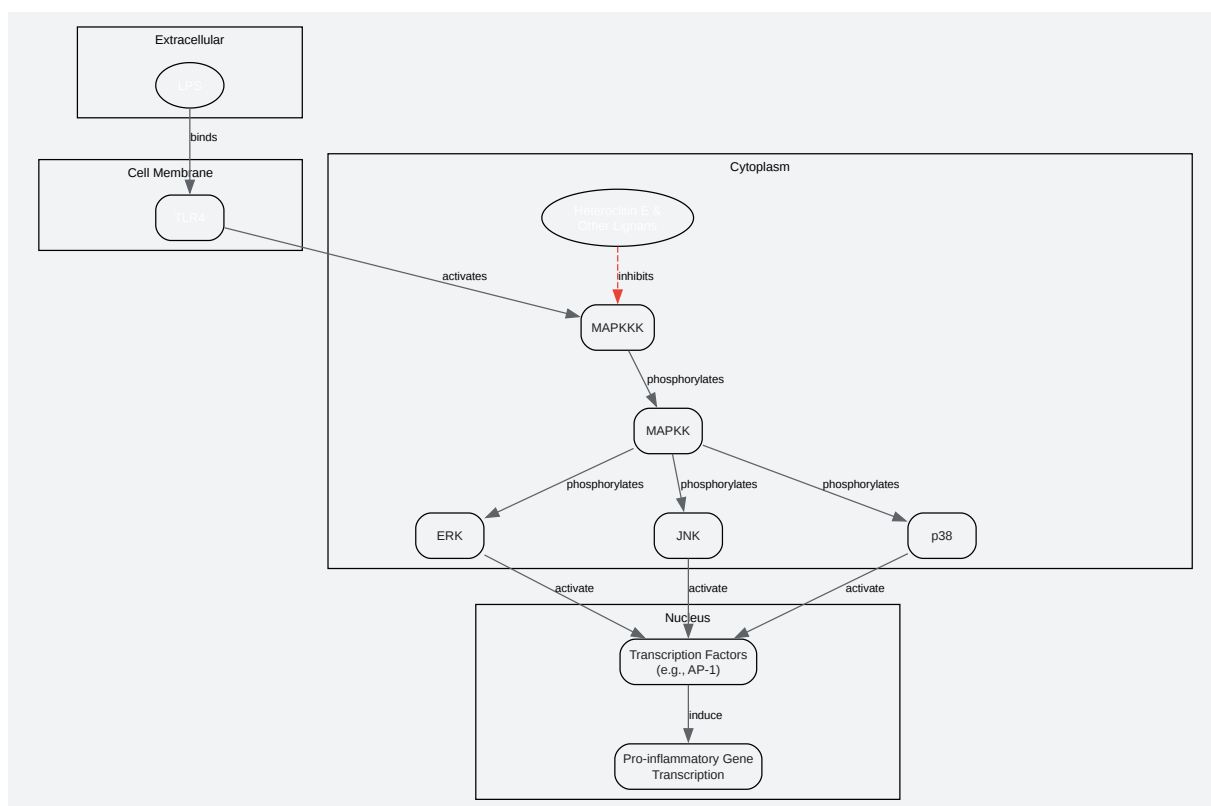 Extracellular
LPS
binds
Cell Membrane
TLR4
Cytoplasm
Heteroclitin E &
Other Lignans
activates
inhibits
MAPKKK
phosphorylates
MAPKK
phosphorylates
phosphorylates
phosphorylates
ERK
JNK
p38
activate
activate
activate
Nucleus
Transcription Factors
(e.g., AP-1)
induce
Pro-inflammatory Gene
Transcription